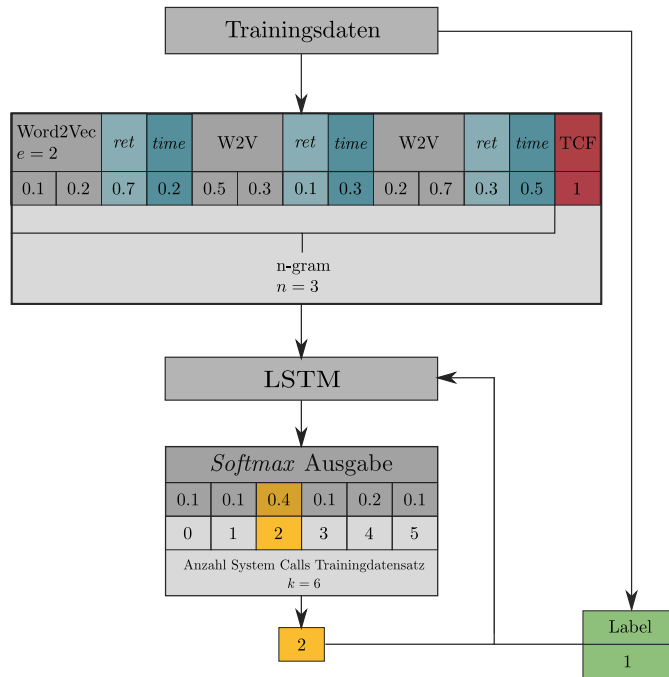 Trainingsdaten
Word2Vec ret time W2V ret time W2V ret time TCF
e = 2
0.1 0.2 0.7 0.2 0.5 0.3 0.1 0.3 0.2 0.7 0.3 0.5 1
n-gram
n = 3
LSTM
Softmax Ausgabe
0.1 0.1 0.4 0.1 0.2 0.1
0 1 2 3 4 5
Anzahl System Calls Trainingdatensatz
k = 6
2
Label
1